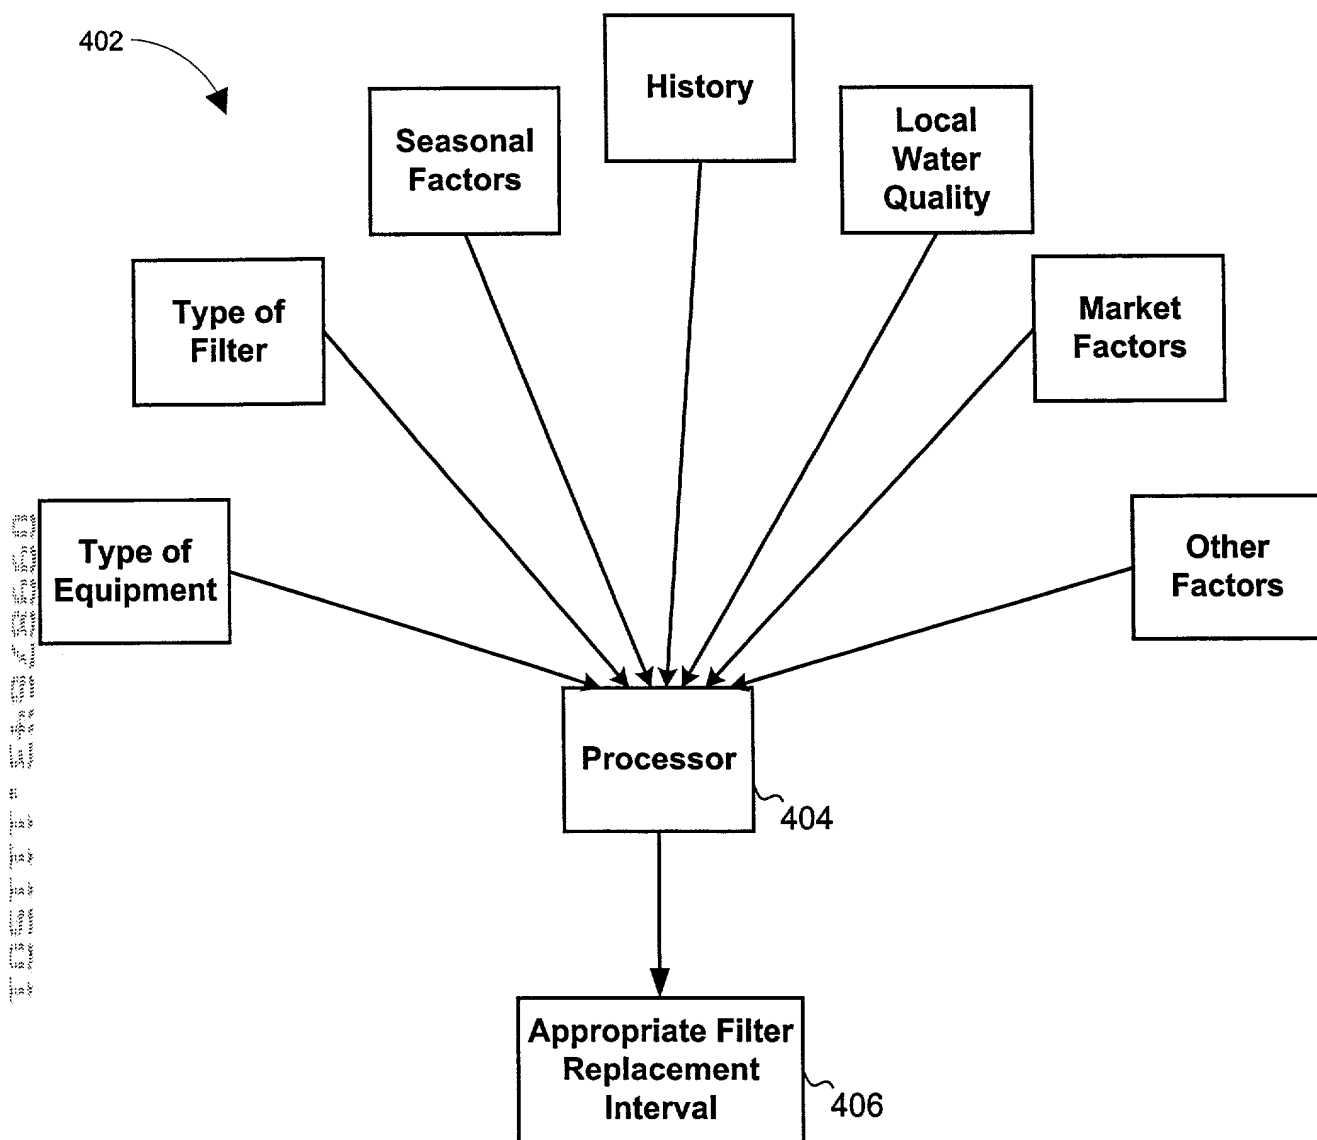 402
History
Seasonal
Factors
Local
Water
Quality
Type of
Filter
Market
Factors
Type of
Equipment
Other
Factors
Processor
404
Appropriate Filter
Replacement
Interval
406